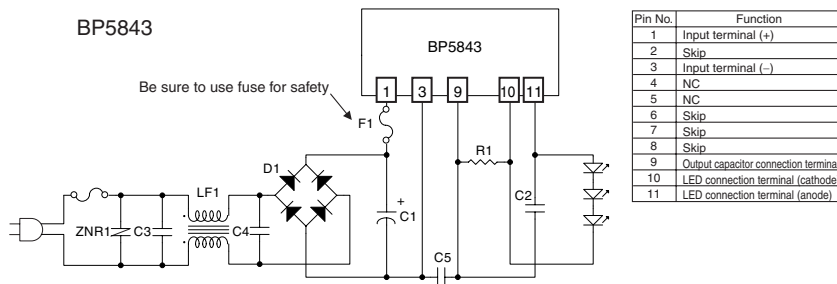 BP5843
BP5843
1 3 9 10 11
Be sure to use fuse for safety
F1
R1
D1
LF1
+
C1
C2
ZNR1
C3
C4
C5
Pin No. Function
1 Input terminal (+)
2 Skip
3 Input terminal (−)
4 NC
5 NC
6 Skip
7 Skip
8 Skip
9 Output capacitor connection termina
10 LED connection terminal (cathode
11 LED connection terminal (anode)